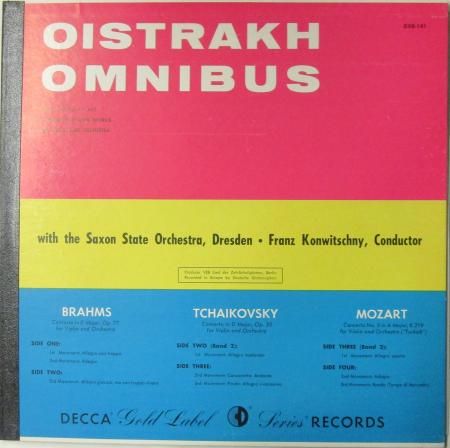 OISTRAKH
OMNIBUS
with the Saxon State Orchestra, Dresden • Franz Konwitschny, Conductor
BRAHMS
Concerto in D Major, Op. 77
for Violin and Orchestra
SIDE ONE:
1st Movement: Allegro non troppo
2nd Movement: Adagio
SIDE TWO:
3rd Movement: Allegro giocoso, ma non troppo vivace
TCHAIKOVSKY
Concerto in D Major, Op. 35
for Violin and Orchestra
SIDE TWO (Band 2):
1st Movement: Allegro moderato
SIDE THREE:
2nd Movement: Canzonetta: Andante
3rd Movement: Finale: Allegro vivacissimo
MOZART
Concerto No. 5 in A Major, K.219
for Violin and Orchestra ("Turkish")
SIDE THREE (Band 2):
1st Movement: Allegro aperto
SIDE FOUR:
2nd Movement: Adagio
3rd Movement: Rondo (Tempo di Menuetto)
DECCA Gold Label Series RECORDS